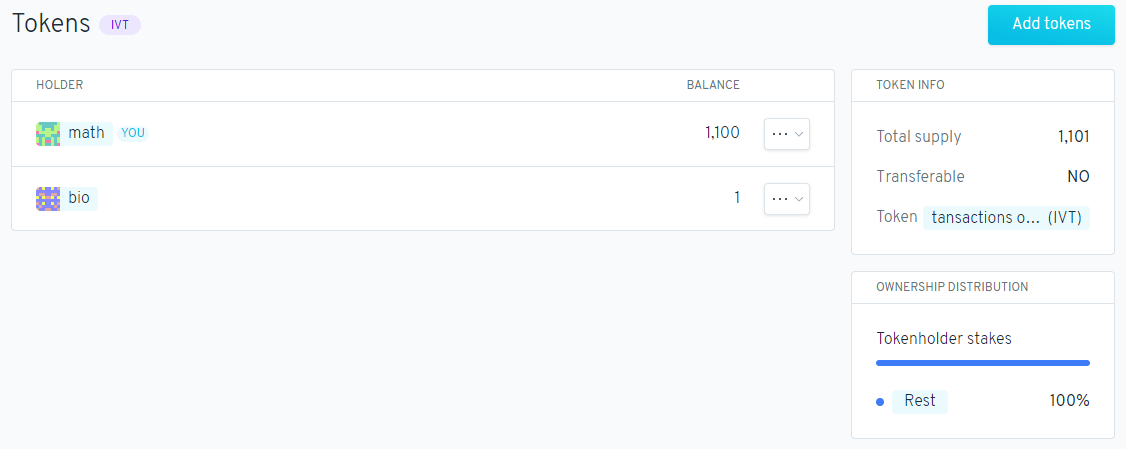 Tokens IVT
Add tokens
HOLDER BALANCE
math YOU 1,100
bio 1
TOKEN INFO
Total supply 1,101
Transferable NO
Token tansactions o... (IVT)
OWNERSHIP DISTRIBUTION
Tokenholder stakes
Rest 100%